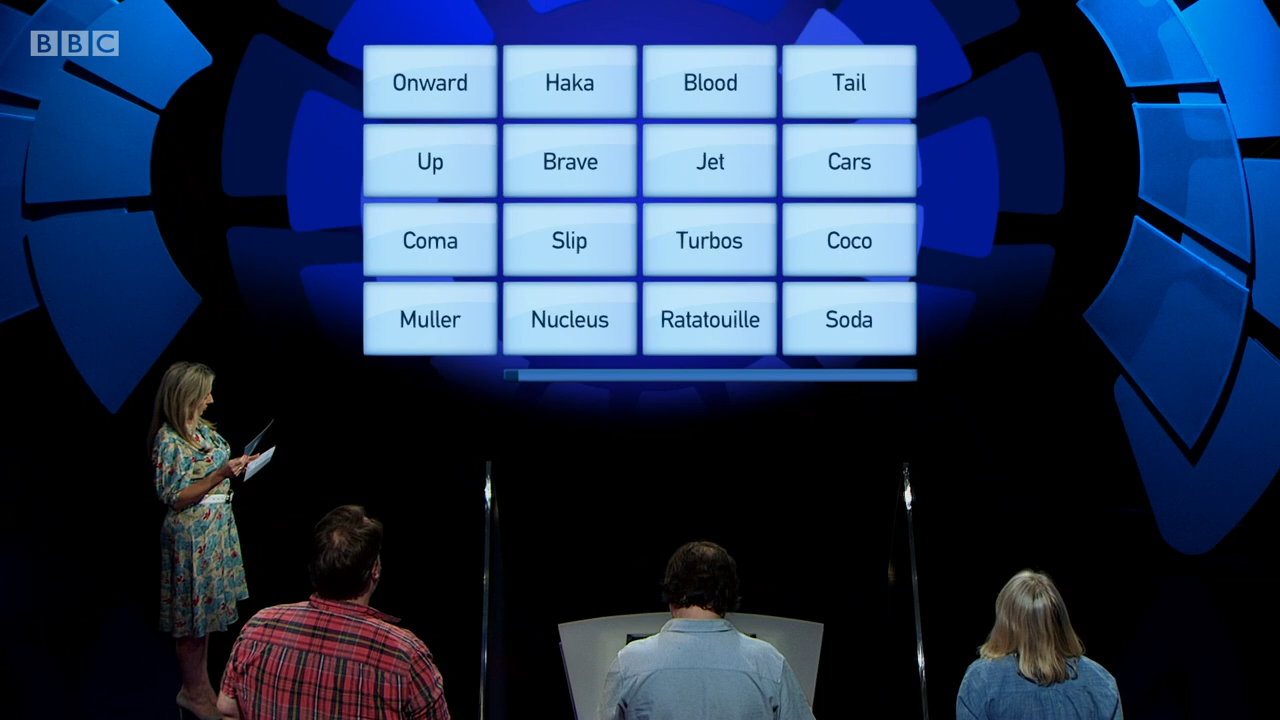 BBC
Onward Haka Blood Tail
Up Brave Jet Cars
Coma Slip Turbos Coco
Muller Nucleus Ratatouille Soda